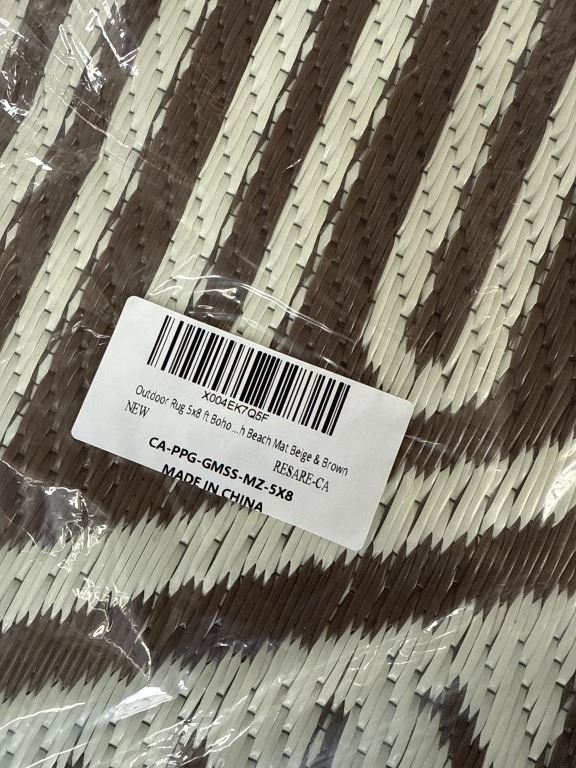 X004EK7Q5F
Outdoor Rug 5x8 ft Boho ...h Beach Mat Beige & Brown
NEW
RESARE-CA
CA-PPG-GMSS-MZ-5X8
MADE IN CHINA